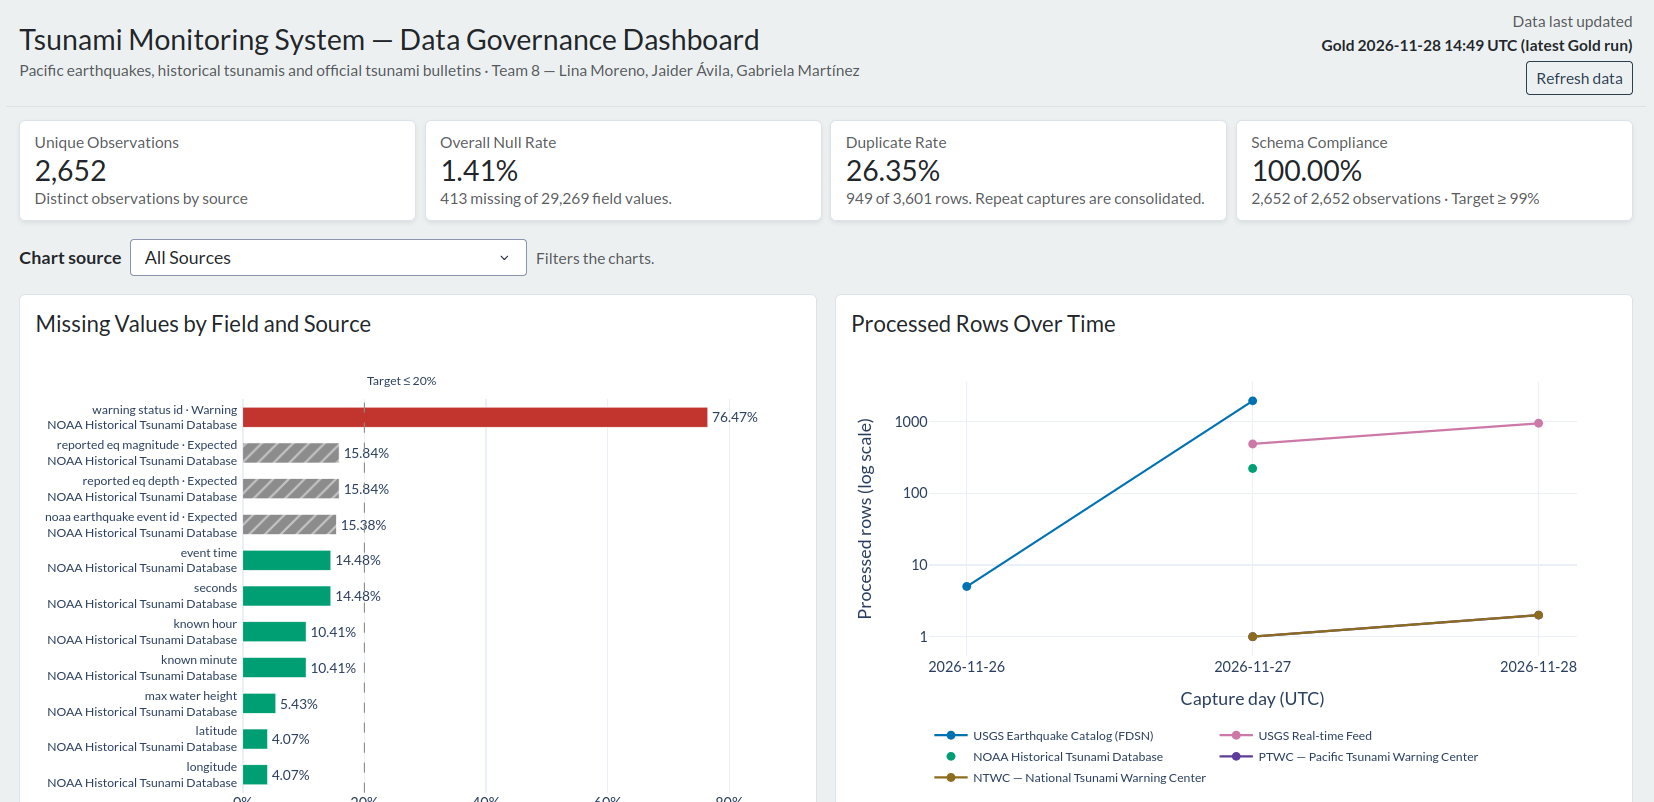 Tsunami Monitoring System — Data Governance Dashboard
Pacific earthquakes, historical tsunamis and official tsunami bulletins · Team 8 — Lina Moreno, Jaider Ávila, Gabriela Martínez
Data last updated
Gold 2026-11-28 14:49 UTC (latest Gold run)
Refresh data
Unique Observations
2,652
Distinct observations by source
Overall Null Rate
1.41%
413 missing of 29,269 field values.
Duplicate Rate
26.35%
949 of 3,601 rows. Repeat captures are consolidated.
Schema Compliance
100.00%
2,652 of 2,652 observations · Target ≥ 99%
Chart source
All Sources
Filters the charts.
Missing Values by Field and Source
Target ≤ 20%
warning status id · Warning
NOAA Historical Tsunami Database
76.47%
reported eq magnitude · Expected
NOAA Historical Tsunami Database
15.84%
reported eq depth · Expected
NOAA Historical Tsunami Database
15.84%
noaa earthquake event id · Expected
NOAA Historical Tsunami Database
15.38%
event time
NOAA Historical Tsunami Database
14.48%
seconds
NOAA Historical Tsunami Database
14.48%
known hour
NOAA Historical Tsunami Database
10.41%
known minute
NOAA Historical Tsunami Database
10.41%
max water height
NOAA Historical Tsunami Database
5.43%
latitude
NOAA Historical Tsunami Database
4.07%
longitude
NOAA Historical Tsunami Database
4.07%
0% 20% 40% 60% 80%
Processed Rows Over Time
Processed rows (log scale)
1000
100
10
1
2026-11-26 2026-11-27 2026-11-28
Capture day (UTC)
USGS Earthquake Catalog (FDSN)
USGS Real-time Feed
NOAA Historical Tsunami Database
PTWC — Pacific Tsunami Warning Center
NTWC — National Tsunami Warning Center